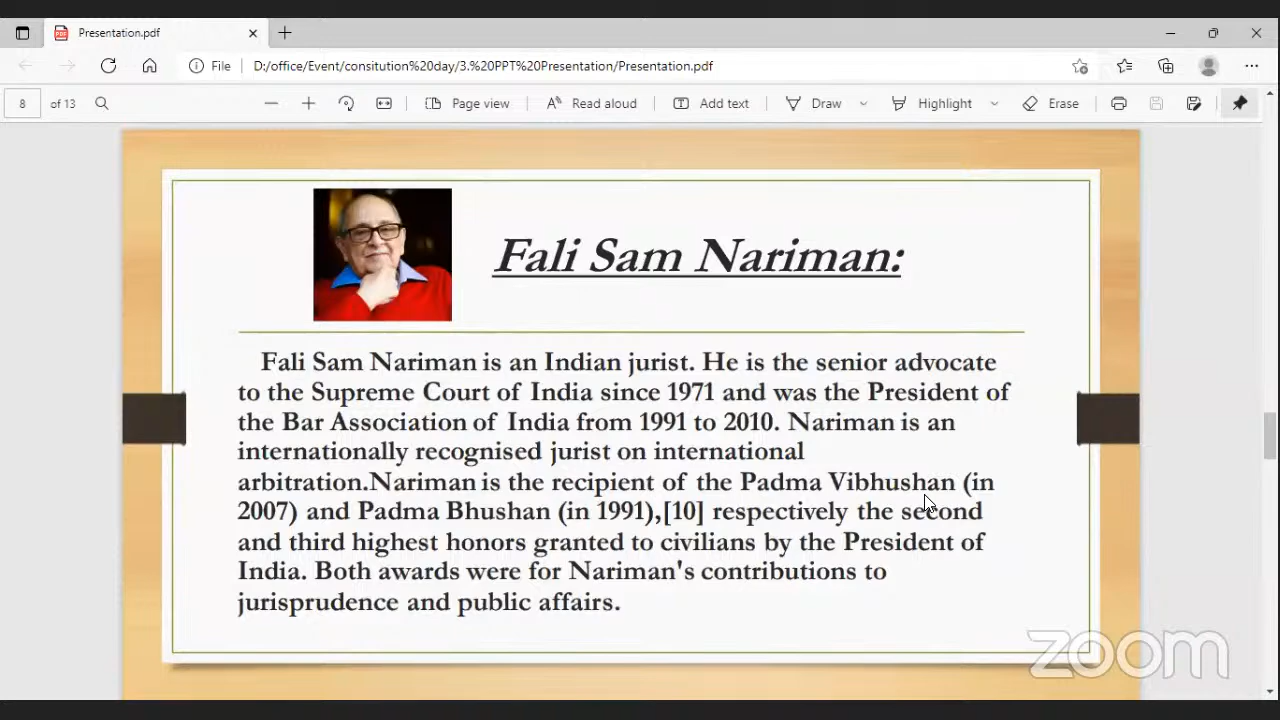 Presentation.pdf
File D:/office/Event/consitution%20day/3.%20PPT%20Presentation/Presentation.pdf
8 of 13 Page view Read aloud Add text Draw Highlight Erase
Fali Sam Nariman:
Fali Sam Nariman is an Indian jurist. He is the senior advocate
to the Supreme Court of India since 1971 and was the President of
the Bar Association of India from 1991 to 2010. Nariman is an
internationally recognised jurist on international
arbitration.Nariman is the recipient of the Padma Vibhushan (in
2007) and Padma Bhushan (in 1991),[10] respectively the second
and third highest honors granted to civilians by the President of
India. Both awards were for Nariman's contributions to
jurisprudence and public affairs.
zoom